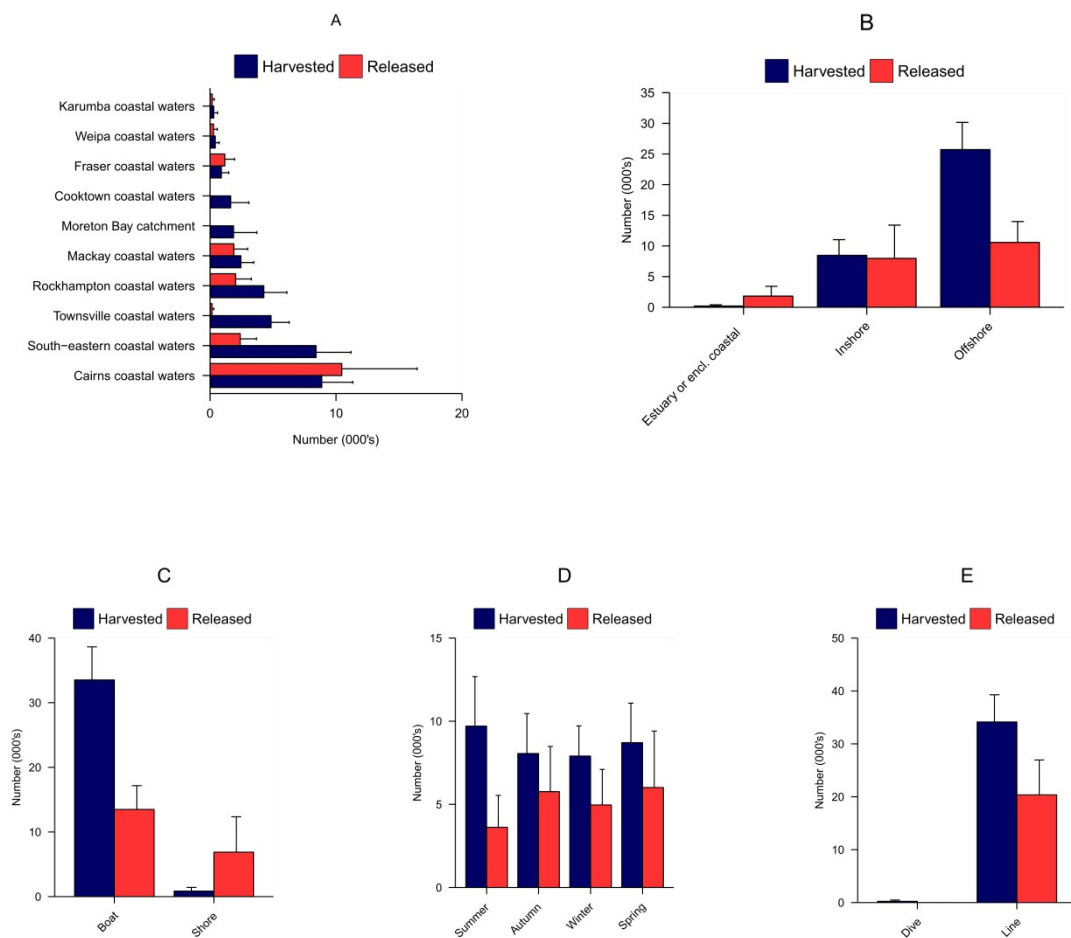 A
Harvested Released
Karumba coastal waters
Weipa coastal waters
Fraser coastal waters
Cooktown coastal waters
Moreton Bay catchment
Mackay coastal waters
Rockhampton coastal waters
Townsville coastal waters
South−eastern coastal waters
Cairns coastal waters
0 10 20
Number (000's)
B
Harvested Released
35
30
25
20
15
10
5
0
Number (000's)
Estuary or encl. coastal Inshore Offshore
C
Harvested Released
40
30
20
10
0
Number (000's)
Boat Shore
D
Harvested Released
15
10
5
0
Number (000's)
Summer Autumn Winter Spring
E
Harvested Released
50
40
30
20
10
0
Number (000's)
Dive Line